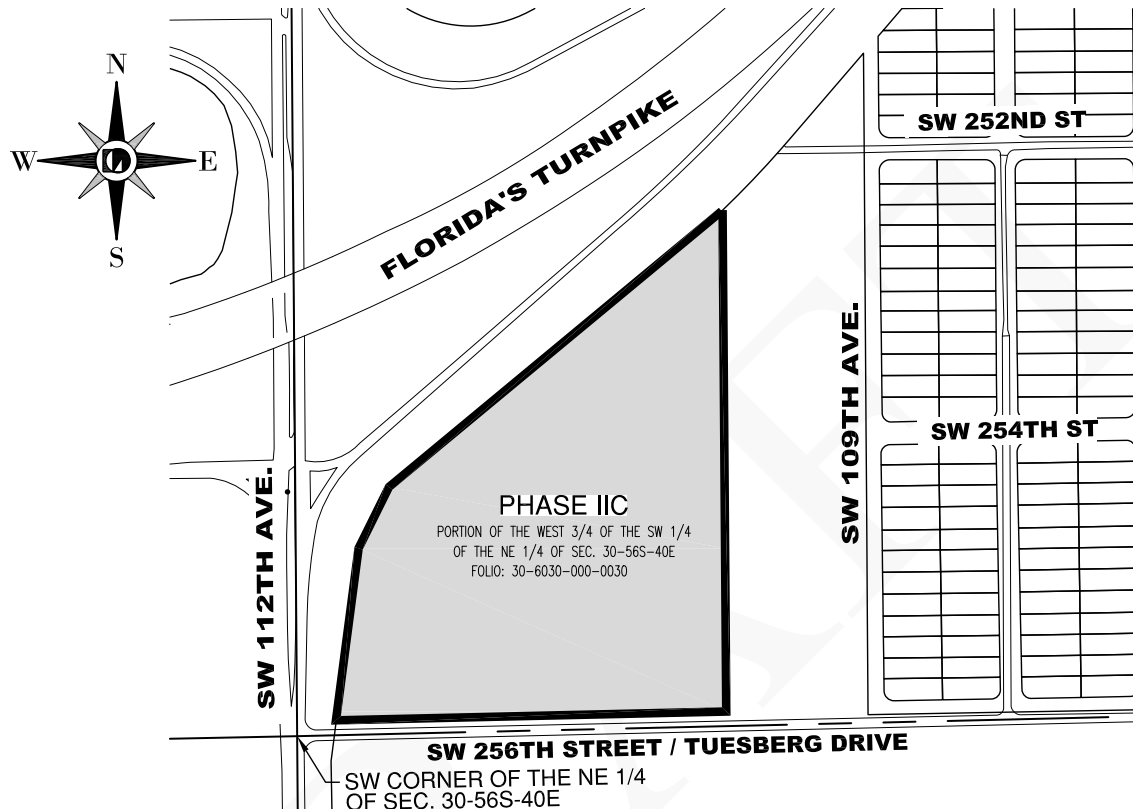 N
W
E
S
FLORIDA'S TURNPIKE
SW 252ND ST
SW 109TH AVE.
SW 254TH ST
SW 112TH AVE.
PHASE IIC
PORTION OF THE WEST 3/4 OF THE SW 1/4
OF THE NE 1/4 OF SEC. 30-56S-40E
FOLIO: 30-6030-000-0030
SW 256TH STREET / TUESBERG DRIVE
SW CORNER OF THE NE 1/4
OF SEC. 30-56S-40E